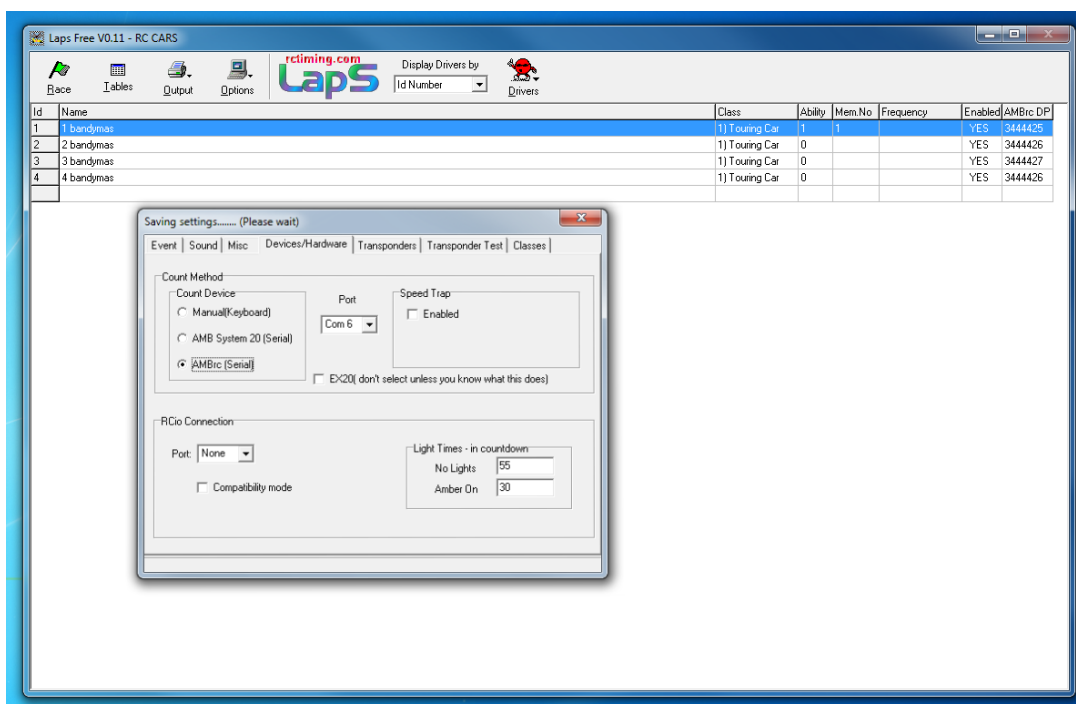 Laps Free V0.11 - RC CARS
Race
Tables
Output
Options
rctiming.com
LapS
Display Drivers by
Id Number
Drivers
Id Name Class Ability Mem.No Frequency Enabled AMBrc DP
1 1 bandymas 1) Touring Car 1 1 YES 3444425
2 2 bandymas 1) Touring Car 0 YES 3444426
3 3 bandymas 1) Touring Car 0 YES 3444427
4 4 bandymas 1) Touring Car 0 YES 3444426
Saving settings........ (Please wait)
Event Sound Misc Devices/Hardware Transponders Transponder Test Classes
Count Method
Count Device
Manual(Keyboard)
AMB System 20 (Serial)
AMBrc (Serial)
Port
Com 6
Speed Trap
Enabled
EX20( don't select unless you know what this does)
RCio Connection
Port: None
Compatibility mode
Light Times - in countdown
No Lights 55
Amber On 30